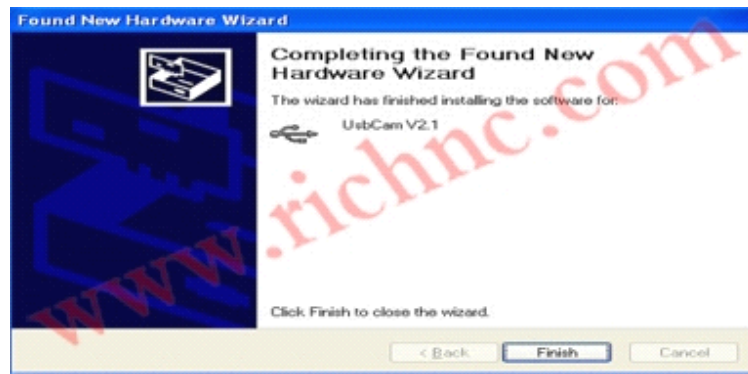 Found New Hardware Wizard
Completing the Found New
Hardware Wizard
The wizard has finished installing the software for:
UsbCam V2.1
www.richnc.com
Click Finish to close the wizard.
< Back
Finish
Cancel